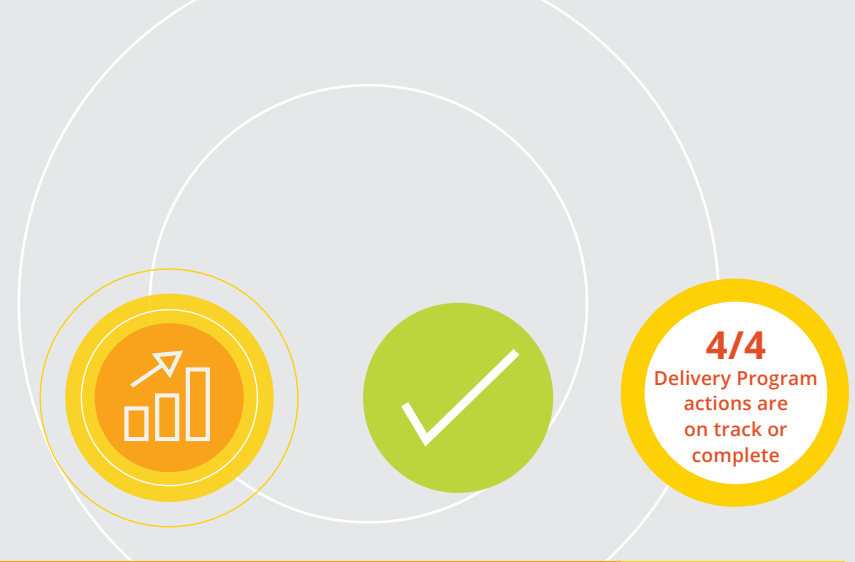 4/4
Delivery Program
actions are
on track or
complete